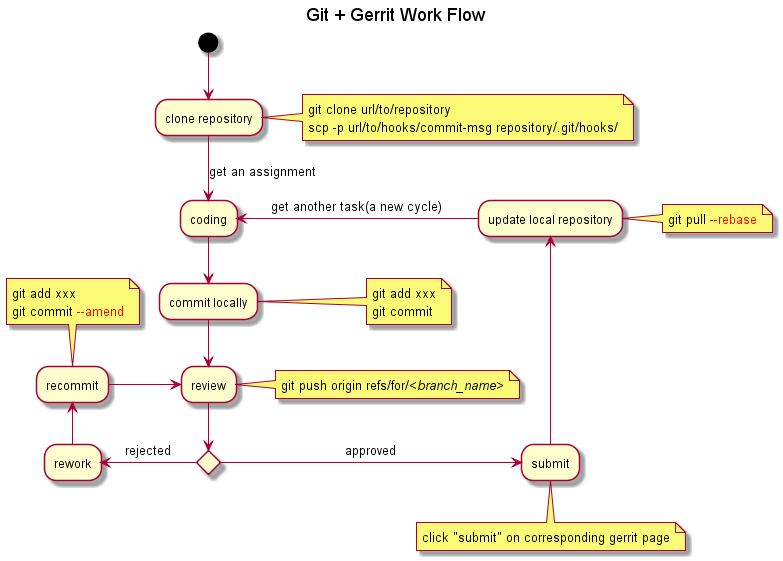 Git + Gerrit Work Flow
clone repository
git clone url/to/repository
scp -p url/to/hooks/commit-msg repository/.git/hooks/
get an assignment
coding
get another task(a new cycle)
update local repository
git pull --rebase
commit locally
git add xxx
git commit
git add xxx
git commit --amend
recommit
review
git push origin refs/for/<branch_name>
rejected
approved
rework
submit
click "submit" on corresponding gerrit page